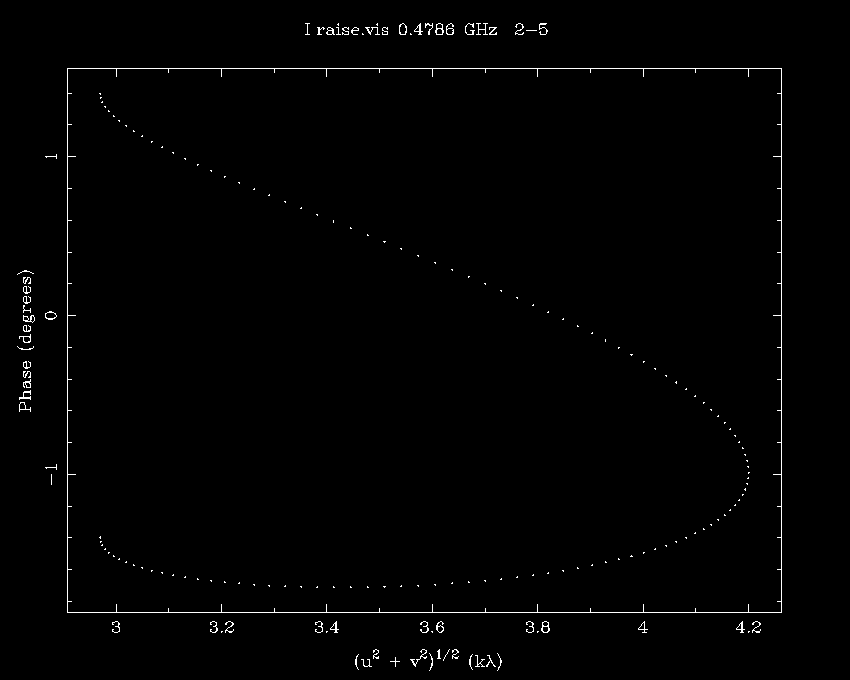 I raise.vis 0.4786 GHz 2−5
Phase (degrees)
1
0
−1
3 3.2 3.4 3.6 3.8 4 4.2
(u² + v²)^1/2 (kλ)